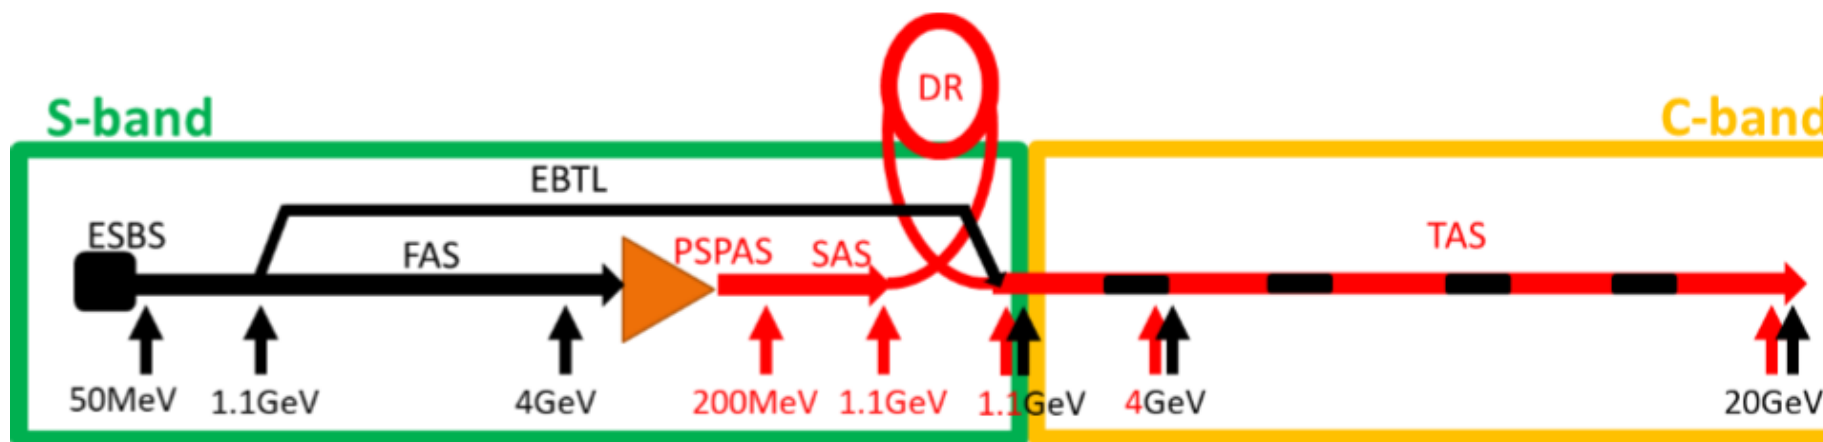 DR
S-band
C-band
EBTL
ESBS
FAS
PSPAS
SAS
TAS
50MeV
1.1GeV
4GeV
200MeV
1.1GeV
1.1GeV
4GeV
20GeV